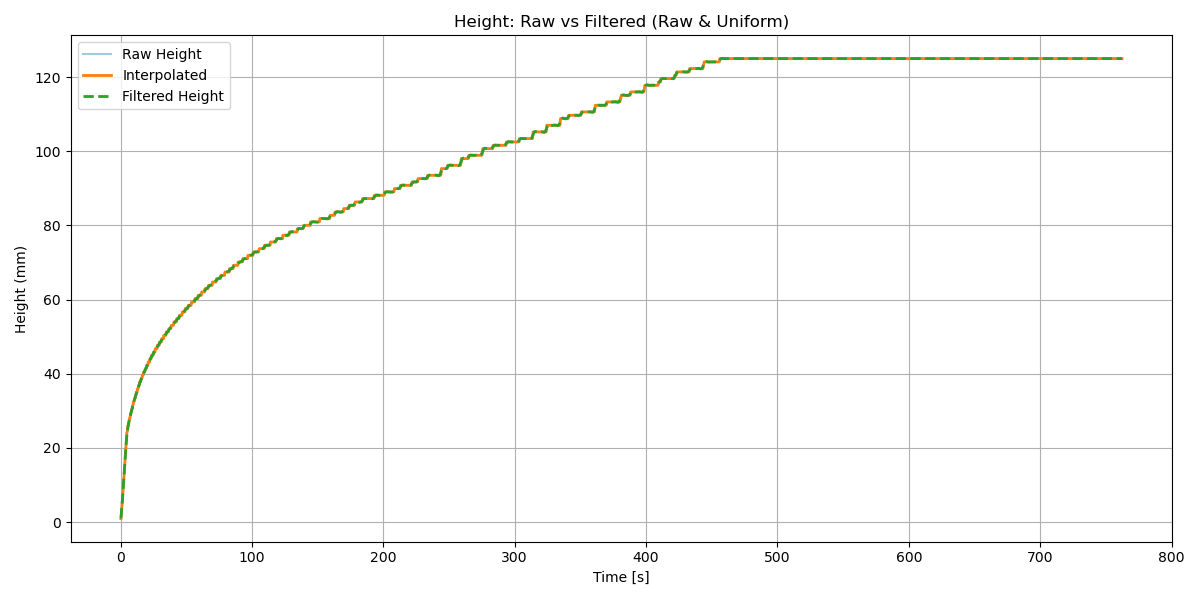 Height: Raw vs Filtered (Raw & Uniform)
Raw Height
Interpolated
Filtered Height
Height (mm)
120
100
80
60
40
20
0
0 100 200 300 400 500 600 700 800
Time [s]